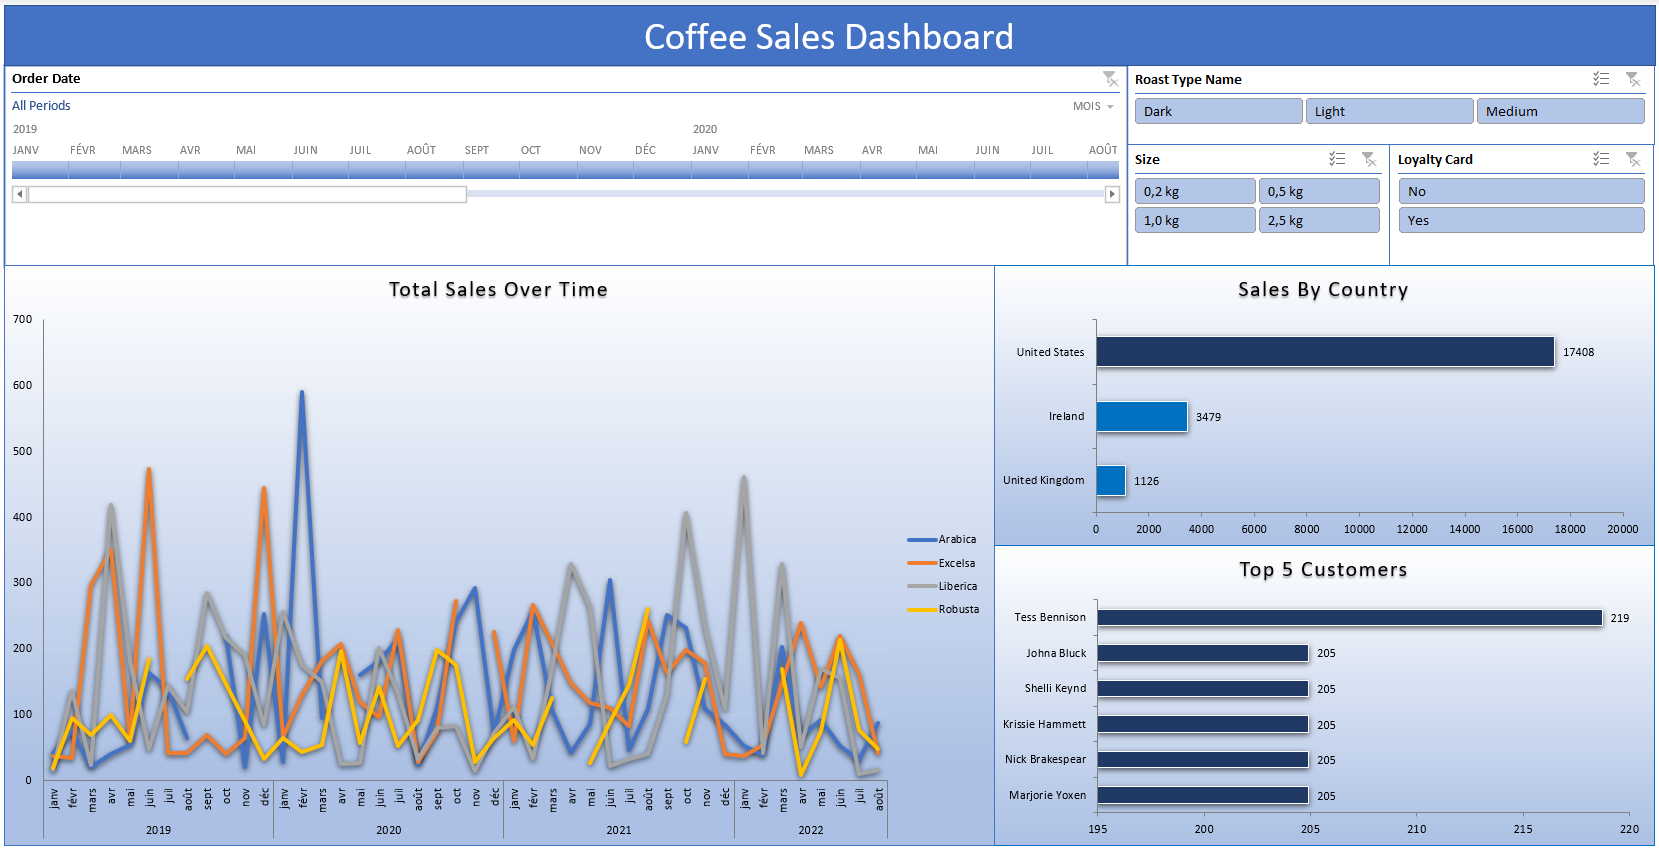 Coffee Sales Dashboard
Order Date
All Periods
MOIS
2019 2020
JANV FÉVR MARS AVR MAI JUIN JUIL AOÛT SEPT OCT NOV DÉC JANV FÉVR MARS AVR MAI JUIN JUIL AOÛT
Roast Type Name
Dark Light Medium
Size
0,2 kg 0,5 kg
1,0 kg 2,5 kg
Loyalty Card
No
Yes
Total Sales Over Time
700
600
500
400
300
200
100
0
janv févr mars avr mai juin juil août sept oct nov déc janv févr mars avr mai juin juil août sept oct nov déc janv févr mars avr mai juin juil août sept oct nov déc janv févr mars avr mai juin juil août
2019 2020 2021 2022
Arabica
Excelsa
Liberica
Robusta
Sales By Country
United States 17408
Ireland 3479
United Kingdom 1126
0 2000 4000 6000 8000 10000 12000 14000 16000 18000 20000
Top 5 Customers
Tess Bennison 219
Johna Bluck 205
Shelli Keynd 205
Krissie Hammett 205
Nick Brakespear 205
Marjorie Yoxen 205
195 200 205 210 215 220